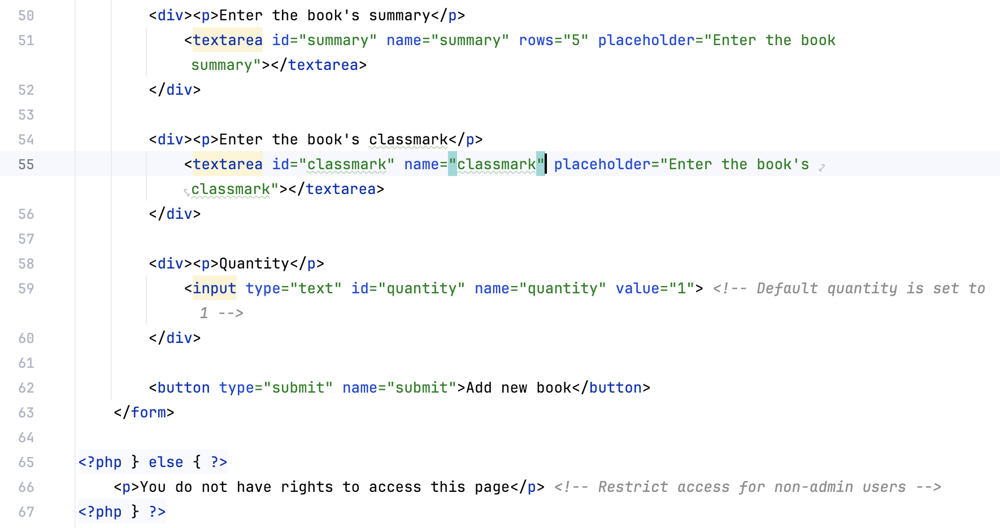 50 <div><p>Enter the book's summary</p>
51 <textarea id="summary" name="summary" rows="5" placeholder="Enter the book
summary"></textarea>
52 </div>
53
54 <div><p>Enter the book's classmark</p>
55 <textarea id="classmark" name="classmark" placeholder="Enter the book's
classmark"></textarea>
56 </div>
57
58 <div><p>Quantity</p>
59 <input type="text" id="quantity" name="quantity" value="1"> <!-- Default quantity is set to
1 -->
60 </div>
61
62 <button type="submit" name="submit">Add new book</button>
63 </form>
64
65 <?php } else { ?>
66 <p>You do not have rights to access this page</p> <!-- Restrict access for non-admin users -->
67 <?php } ?>